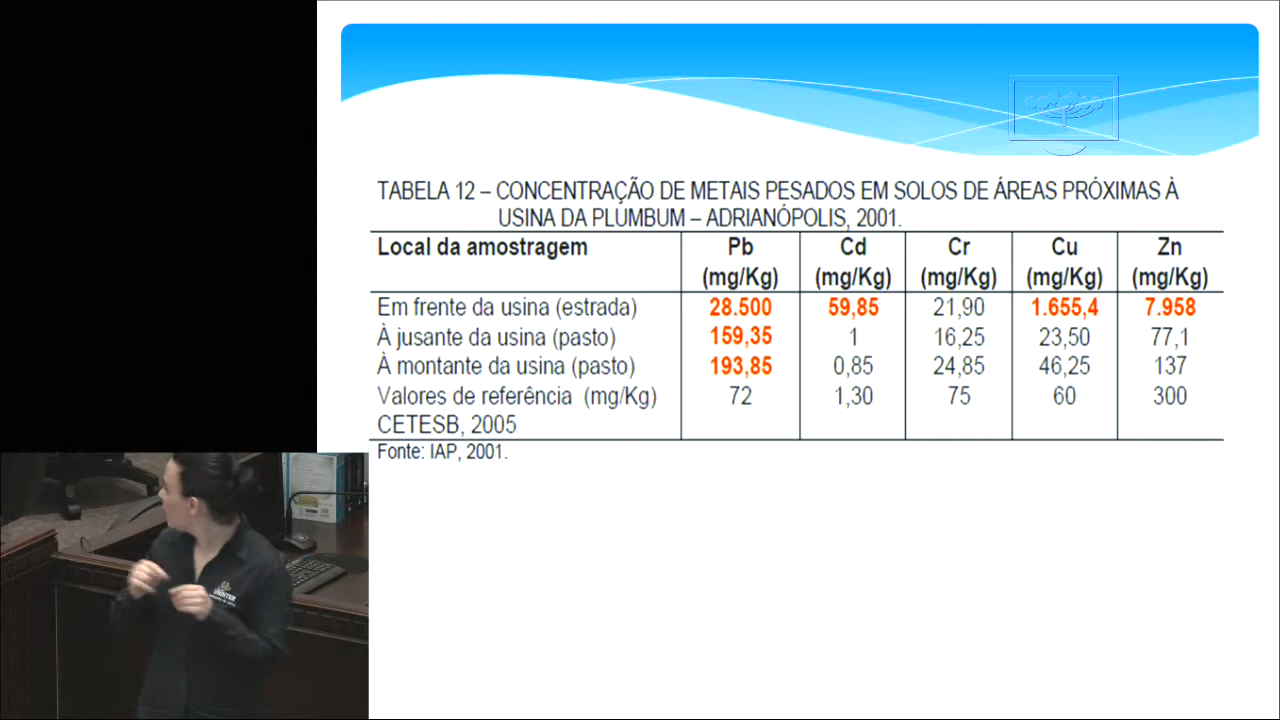 TABELA 12 – CONCENTRAÇÃO DE METAIS PESADOS EM SOLOS DE ÁREAS PRÓXIMAS À
USINA DA PLUMBUM – ADRIANÓPOLIS, 2001.
Local da amostragem Pb Cd Cr Cu Zn
(mg/Kg) (mg/Kg) (mg/Kg) (mg/Kg) (mg/Kg)
Em frente da usina (estrada) 28.500 59,85 21,90 1.655,4 7.958
À jusante da usina (pasto) 159,35 1 16,25 23,50 77,1
À montante da usina (pasto) 193,85 0,85 24,85 46,25 137
Valores de referência (mg/Kg) 72 1,30 75 60 300
CETESB, 2005
Fonte: IAP, 2001.
UNINTER